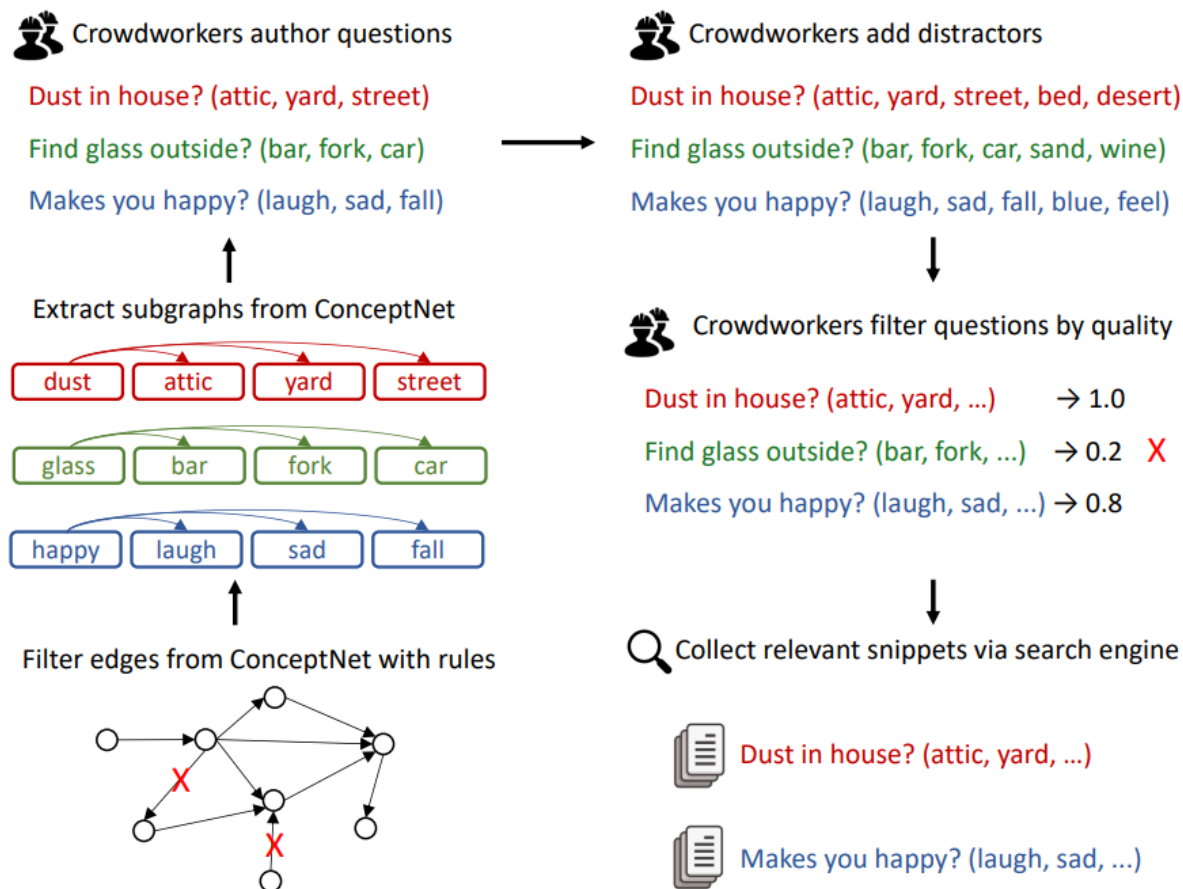 Crowdworkers author questions
Dust in house? (attic, yard, street)
Find glass outside? (bar, fork, car)
Makes you happy? (laugh, sad, fall)
Extract subgraphs from ConceptNet
dust attic yard street
glass bar fork car
happy laugh sad fall
Filter edges from ConceptNet with rules
X
X
Crowdworkers add distractors
Dust in house? (attic, yard, street, bed, desert)
Find glass outside? (bar, fork, car, sand, wine)
Makes you happy? (laugh, sad, fall, blue, feel)
Crowdworkers filter questions by quality
Dust in house? (attic, yard, …) → 1.0
Find glass outside? (bar, fork, …) → 0.2 X
Makes you happy? (laugh, sad, …) → 0.8
Collect relevant snippets via search engine
Dust in house? (attic, yard, …)
Makes you happy? (laugh, sad, …)